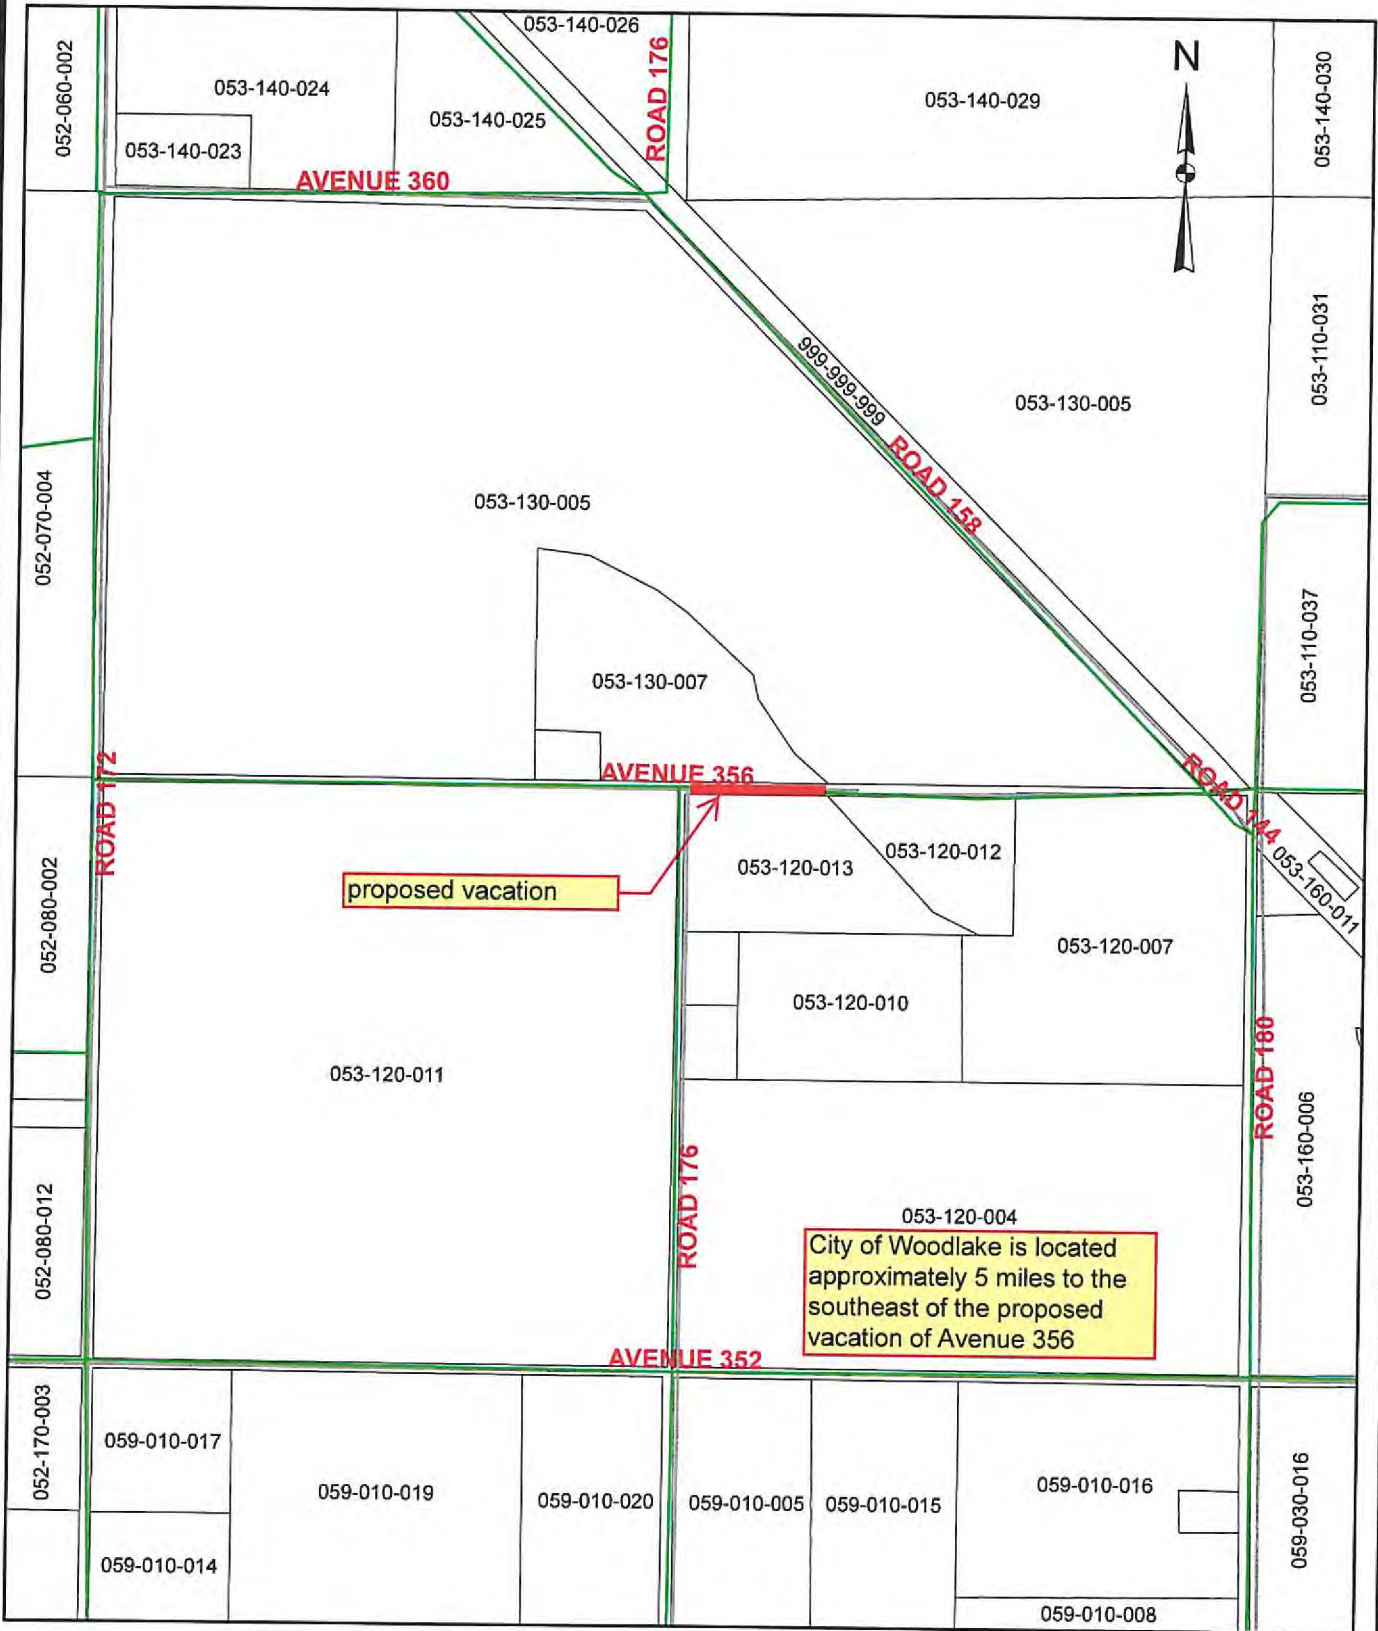 053-140-026
052-060-002
053-140-024
053-140-025
053-140-023
ROAD 176
053-140-029
N
053-140-030
AVENUE 360
053-110-031
999-999-999
053-130-005
ROAD 158
052-070-004
053-130-005
053-110-037
053-130-007
ROAD 172
AVENUE 356
ROAD 144
053-120-013
053-120-012
053-160-011
proposed vacation
052-080-002
053-120-007
053-120-010
053-120-011
ROAD 180
053-160-006
ROAD 176
052-080-012
053-120-004
City of Woodlake is located
approximately 5 miles to the
southeast of the proposed
vacation of Avenue 356
AVENUE 352
052-170-003
059-010-017
059-010-019
059-010-020
059-010-005
059-010-015
059-010-016
059-030-016
059-010-014
059-010-008